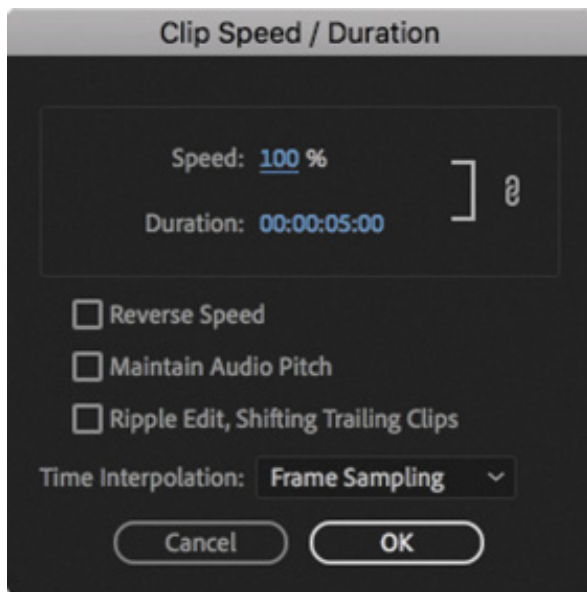 Clip Speed / Duration
Speed: 100 %
Duration: 00:00:05:00
Reverse Speed
Maintain Audio Pitch
Ripple Edit, Shifting Trailing Clips
Time Interpolation: Frame Sampling
Cancel OK